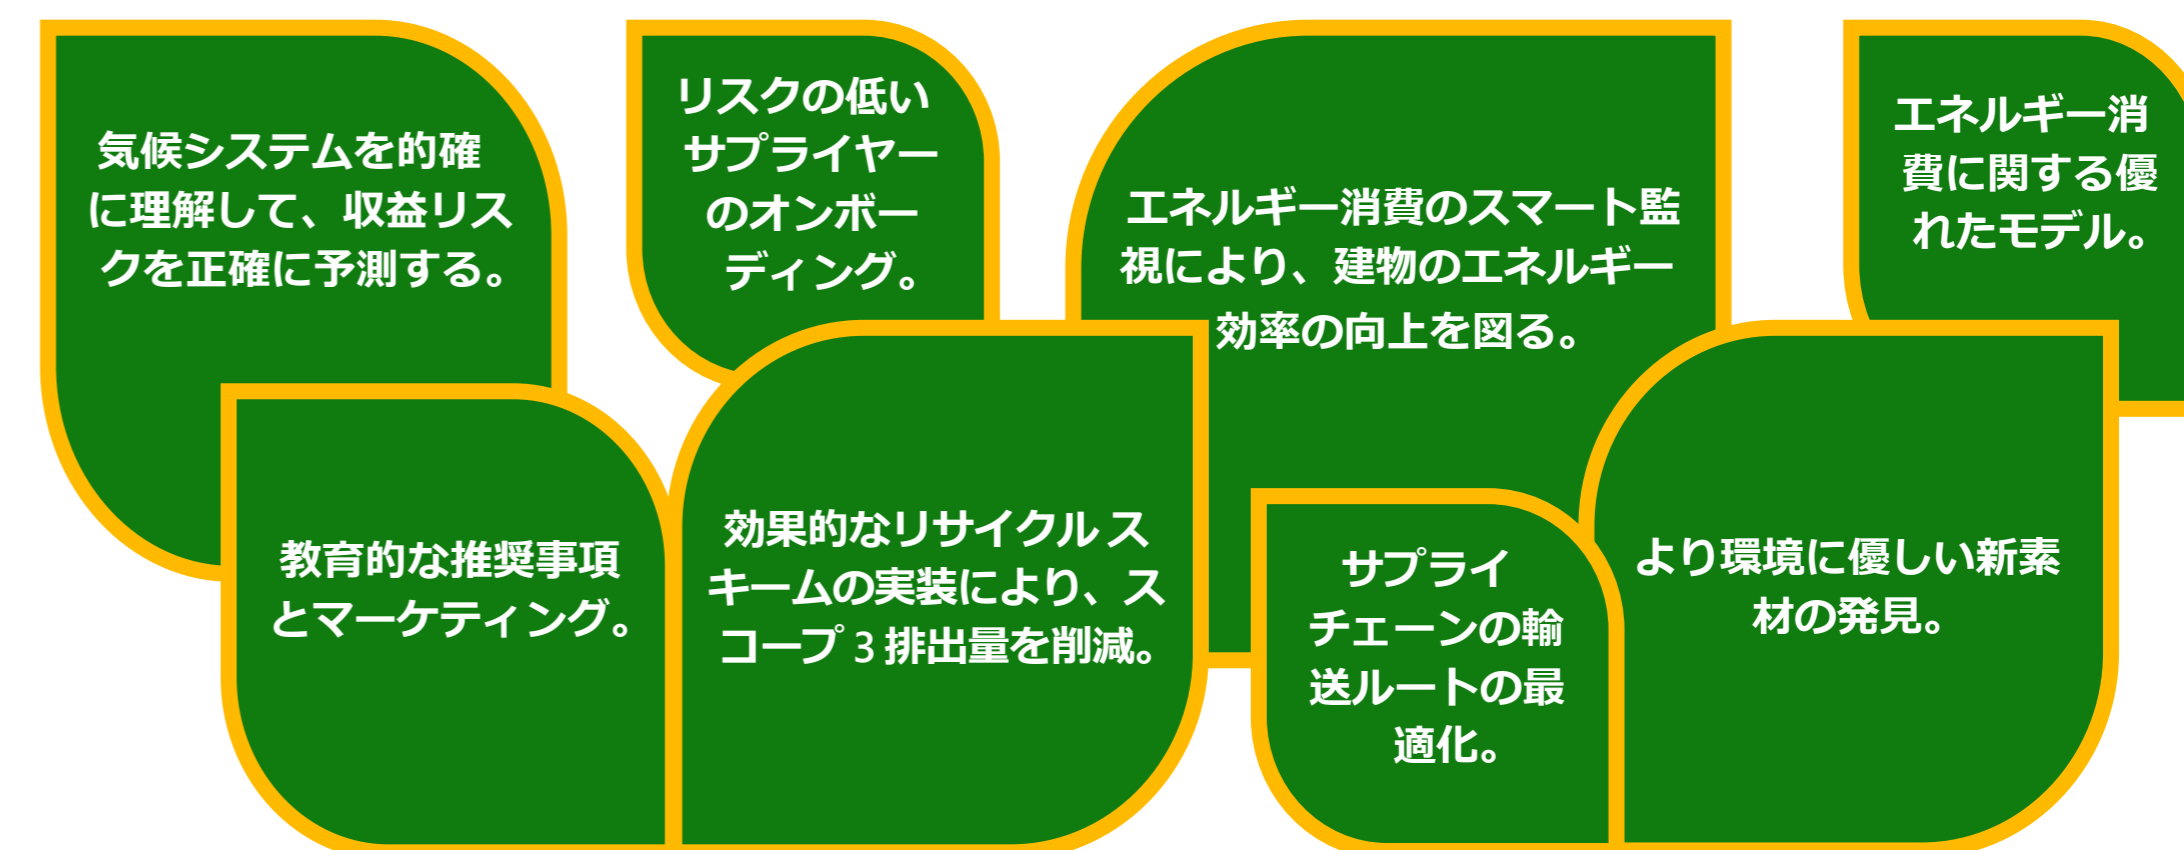 気候システムを的確
に理解して、収益リス
クを正確に予測する。
リスクの低い
サプライヤー
のオンボー
ディング。
エネルギー消費のスマート監
視により、建物のエネルギー
効率の向上を図る。
エネルギー消
費に関する優
れたモデル。
教育的な推奨事項
とマーケティング。
効果的なリサイクル ス
キームの実装により、ス
コープ 3 排出量を削減。
サプライ
チェーンの輸
送ルートの最
適化。
より環境に優しい新素
材の発見。